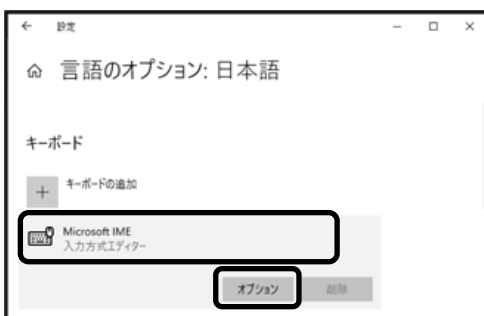 設定
言語のオプション: 日本語
キーボード
キーボードの追加
Microsoft IME
入力方式エディター
オプション 削除